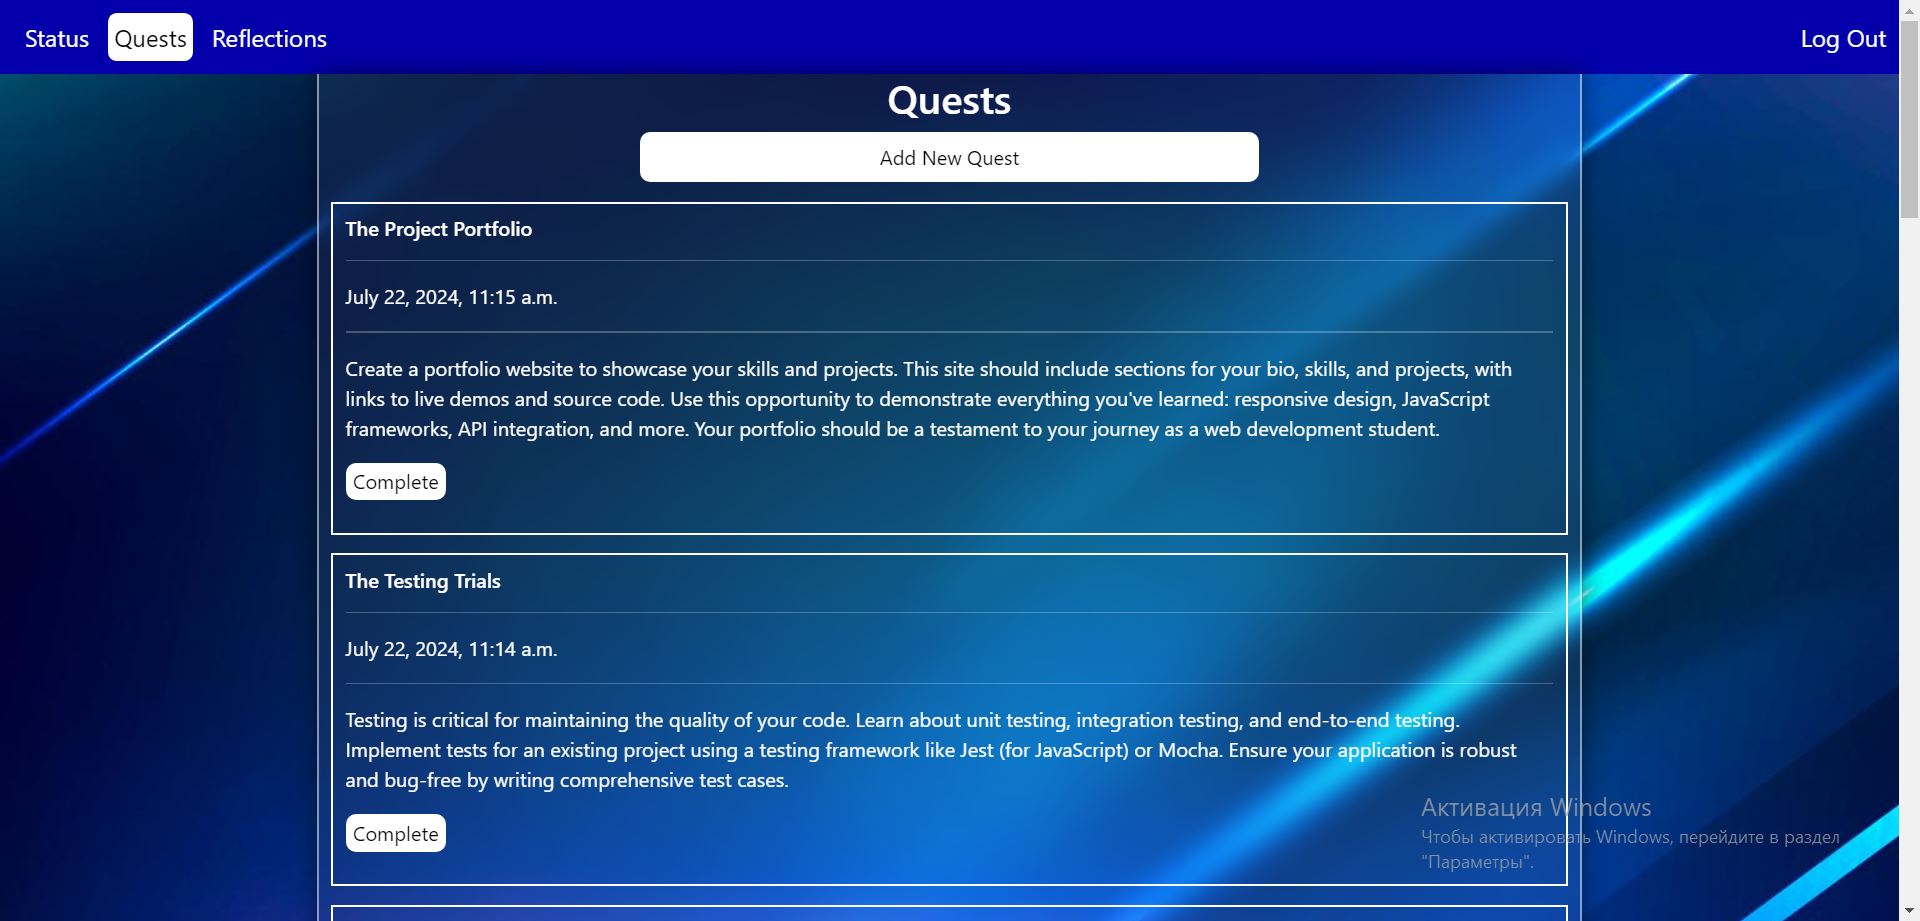 Status Quests Reflections Log Out
Quests
Add New Quest
The Project Portfolio
July 22, 2024, 11:15 a.m.
Create a portfolio website to showcase your skills and projects. This site should include sections for your bio, skills, and projects, with
links to live demos and source code. Use this opportunity to demonstrate everything you've learned: responsive design, JavaScript
frameworks, API integration, and more. Your portfolio should be a testament to your journey as a web development student.
Complete
The Testing Trials
July 22, 2024, 11:14 a.m.
Testing is critical for maintaining the quality of your code. Learn about unit testing, integration testing, and end-to-end testing.
Implement tests for an existing project using a testing framework like Jest (for JavaScript) or Mocha. Ensure your application is robust
and bug-free by writing comprehensive test cases.
Complete
Активация Windows
Чтобы активировать Windows, перейдите в раздел
"Параметры".